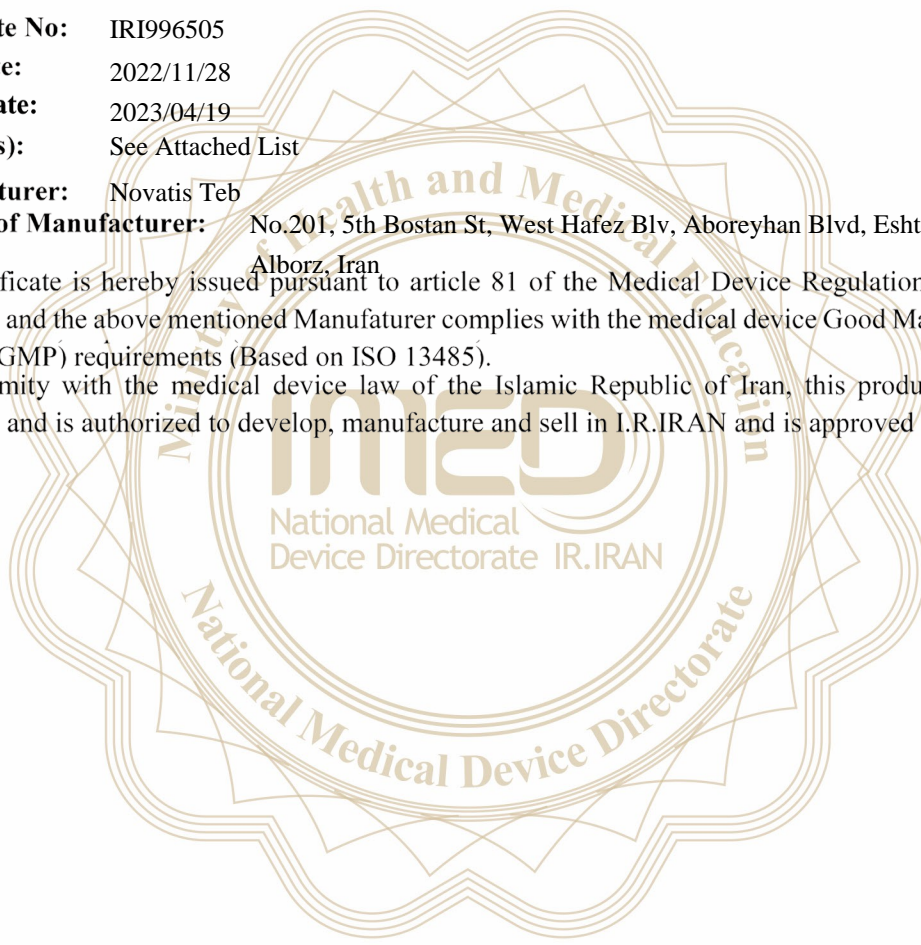 te No: IRI996505
e: 2022/11/28
ate: 2023/04/19
s): See Attached List
turer: Novatis Teb
of Manufacturer: No.201, 5th Bostan St, West Hafez Blv, Aboreyhan Blvd, Esht
Alborz, Iran
ficate is hereby issued pursuant to article 81 of the Medical Device Regulation
and the above mentioned Manufaturer complies with the medical device Good Ma
GMP) requirements (Based on ISO 13485).
mity with the medical device law of the Islamic Republic of Iran, this produ
and is authorized to develop, manufacture and sell in I.R.IRAN and is approved
Ministry of Health and Medical Education
IMED
National Medical
Device Directorate IR.IRAN
National Medical Device Directorate